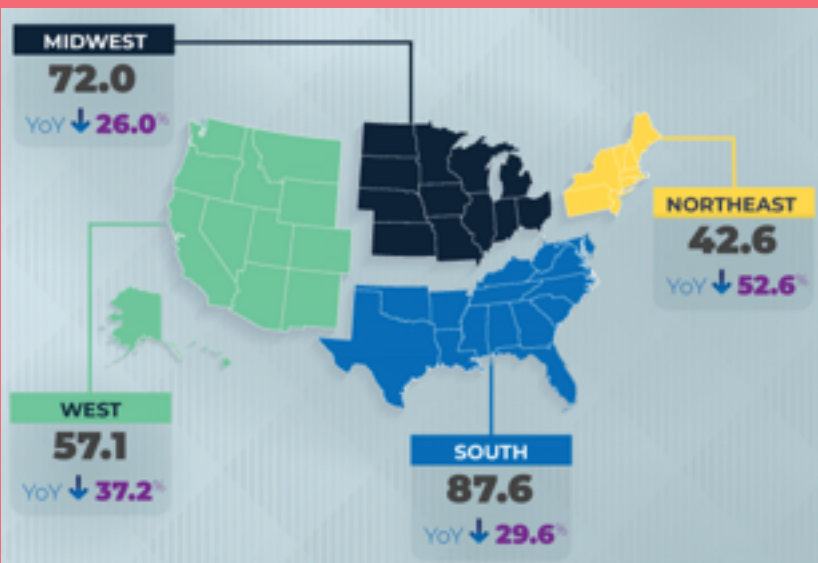 MIDWEST
72.0
YoY ↓ 26.0%
NORTHEAST
42.6
YoY ↓ 52.6%
WEST
57.1
YoY ↓ 37.2%
SOUTH
87.6
YoY ↓ 29.6%